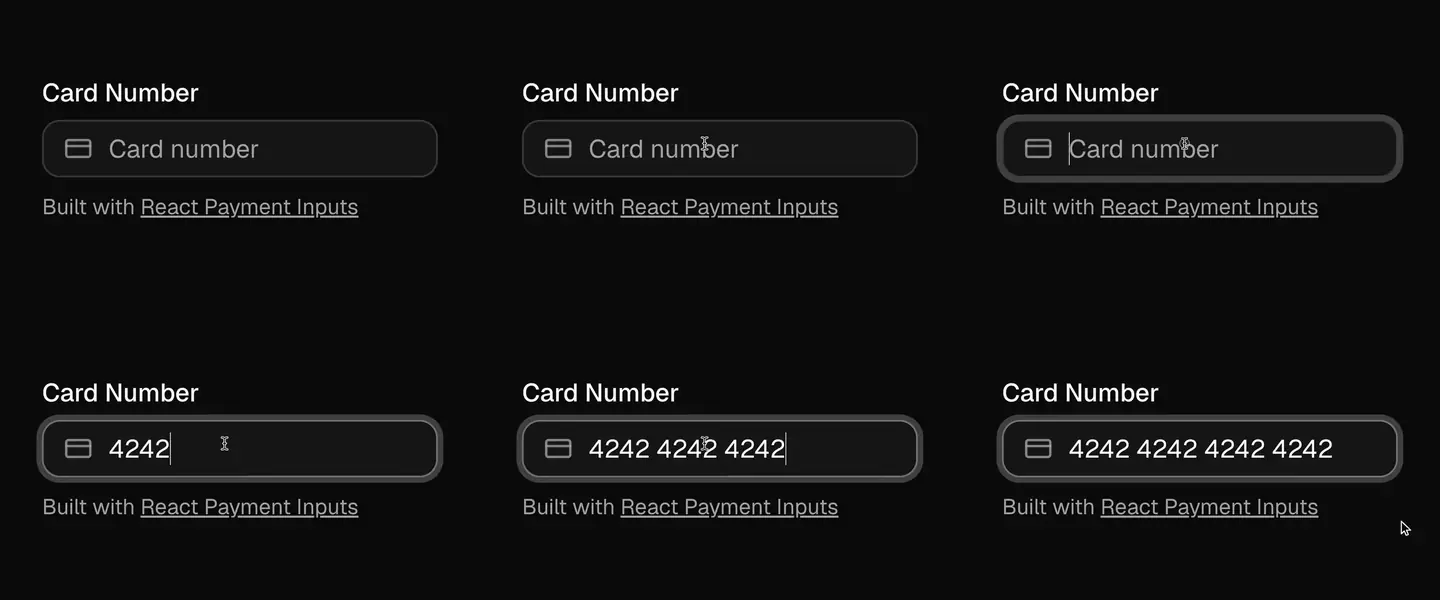 Card Number
Card number
Built with React Payment Inputs
Card Number
Card number
Built with React Payment Inputs
Card Number
Card number
Built with React Payment Inputs
Card Number
4242
Built with React Payment Inputs
Card Number
4242 4242 4242
Built with React Payment Inputs
Card Number
4242 4242 4242 4242
Built with React Payment Inputs